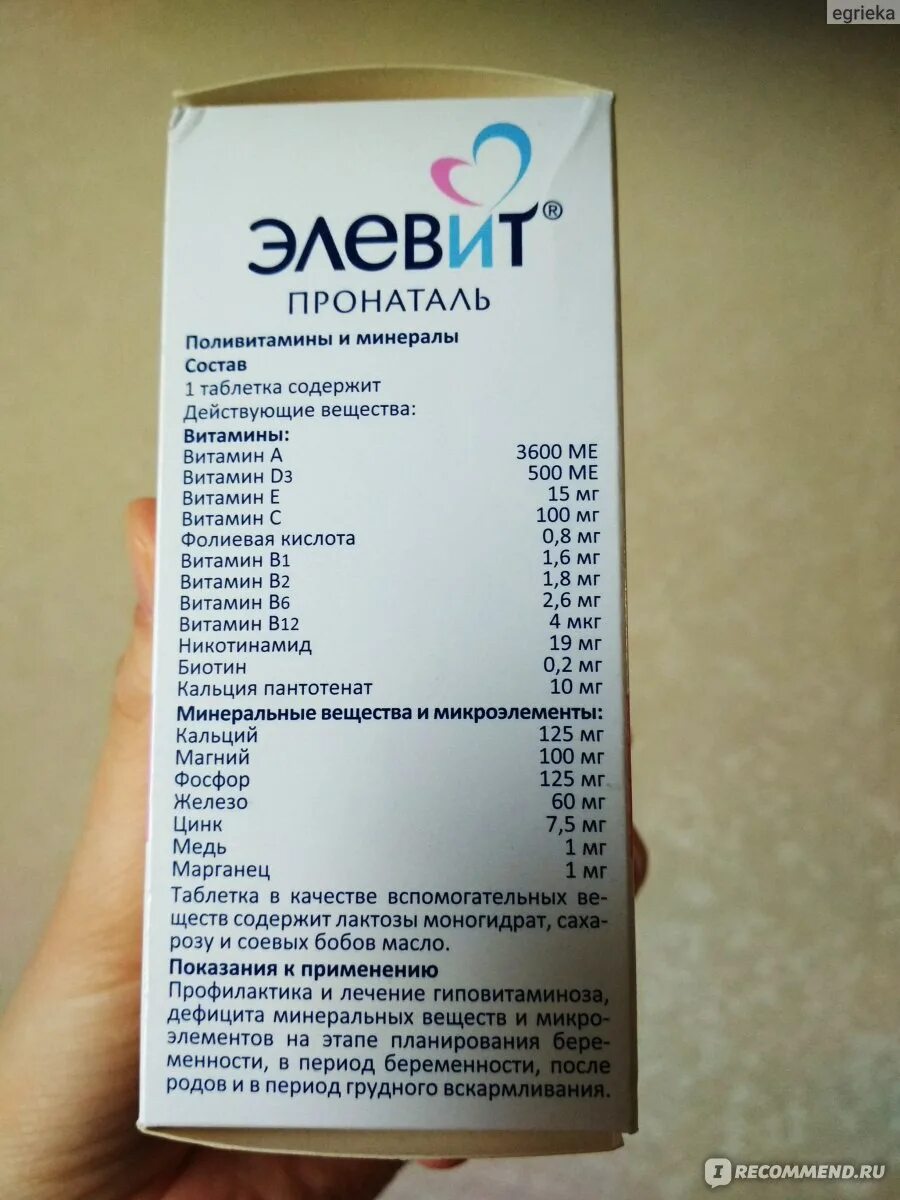 egrieka
элевит®
ПРОНАТАЛЬ
Поливитамины и минералы
Состав
1 таблетка содержит
Действующие вещества:
Витамины:
Витамин A 3600 МЕ
Витамин D3 500 МЕ
Витамин E 15 мг
Витамин C 100 мг
Фолиевая кислота 0,8 мг
Витамин B1 1,6 мг
Витамин B2 1,8 мг
Витамин B6 2,6 мг
Витамин B12 4 мкг
Никотинамид 19 мг
Биотин 0,2 мг
Кальция пантотенат 10 мг
Минеральные вещества и микроэлементы:
Кальций 125 мг
Магний 100 мг
Фосфор 125 мг
Железо 60 мг
Цинк 7,5 мг
Медь 1 мг
Марганец 1 мг
Таблетка в качестве вспомогательных ве-
ществ содержит лактозы моногидрат, саха-
розу и соевых бобов масло.
Показания к применению
Профилактика и лечение гиповитаминоза,
дефицита минеральных веществ и микро-
элементов на этапе планирования бере-
менности, в период беременности, после
родов и в период грудного вскармливания.
I RECOMMEND.RU